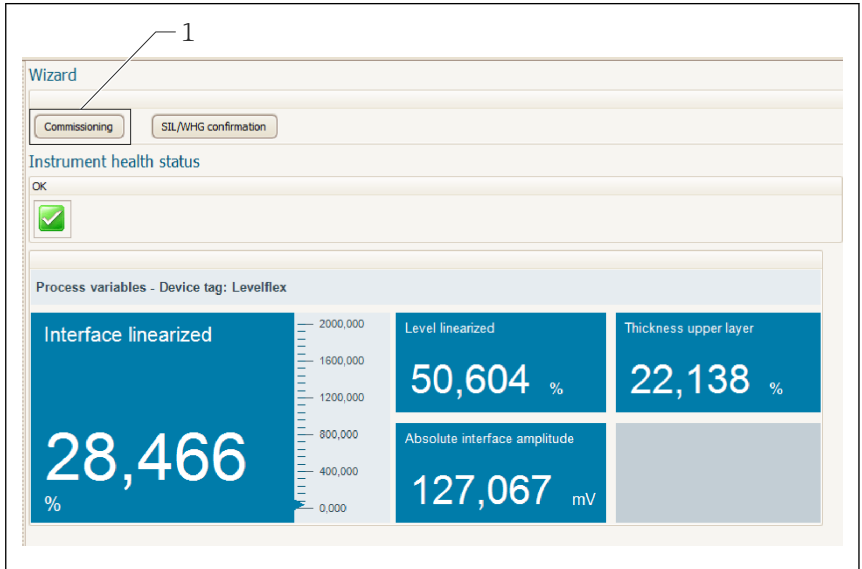 1
Wizard
Commissioning
SIL/WHG confirmation
Instrument health status
OK
Process variables - Device tag: Levelflex
Interface linearized
28,466
%
2000,000
1600,000
1200,000
800,000
400,000
0,000
Level linearized
50,604 %
Thickness upper layer
22,138 %
Absolute interface amplitude
127,067 mV